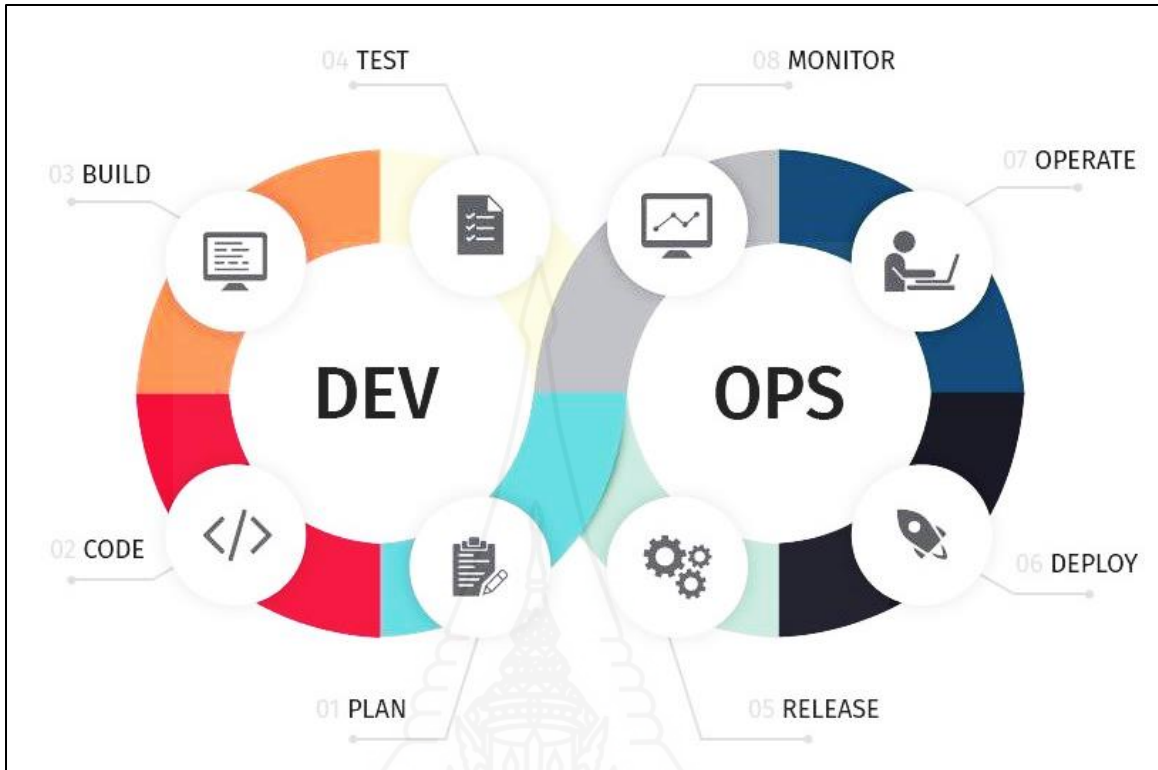 04 TEST
08 MONITOR
03 BUILD
07 OPERATE
DEV
OPS
</>
02 CODE
06 DEPLOY
01 PLAN
05 RELEASE